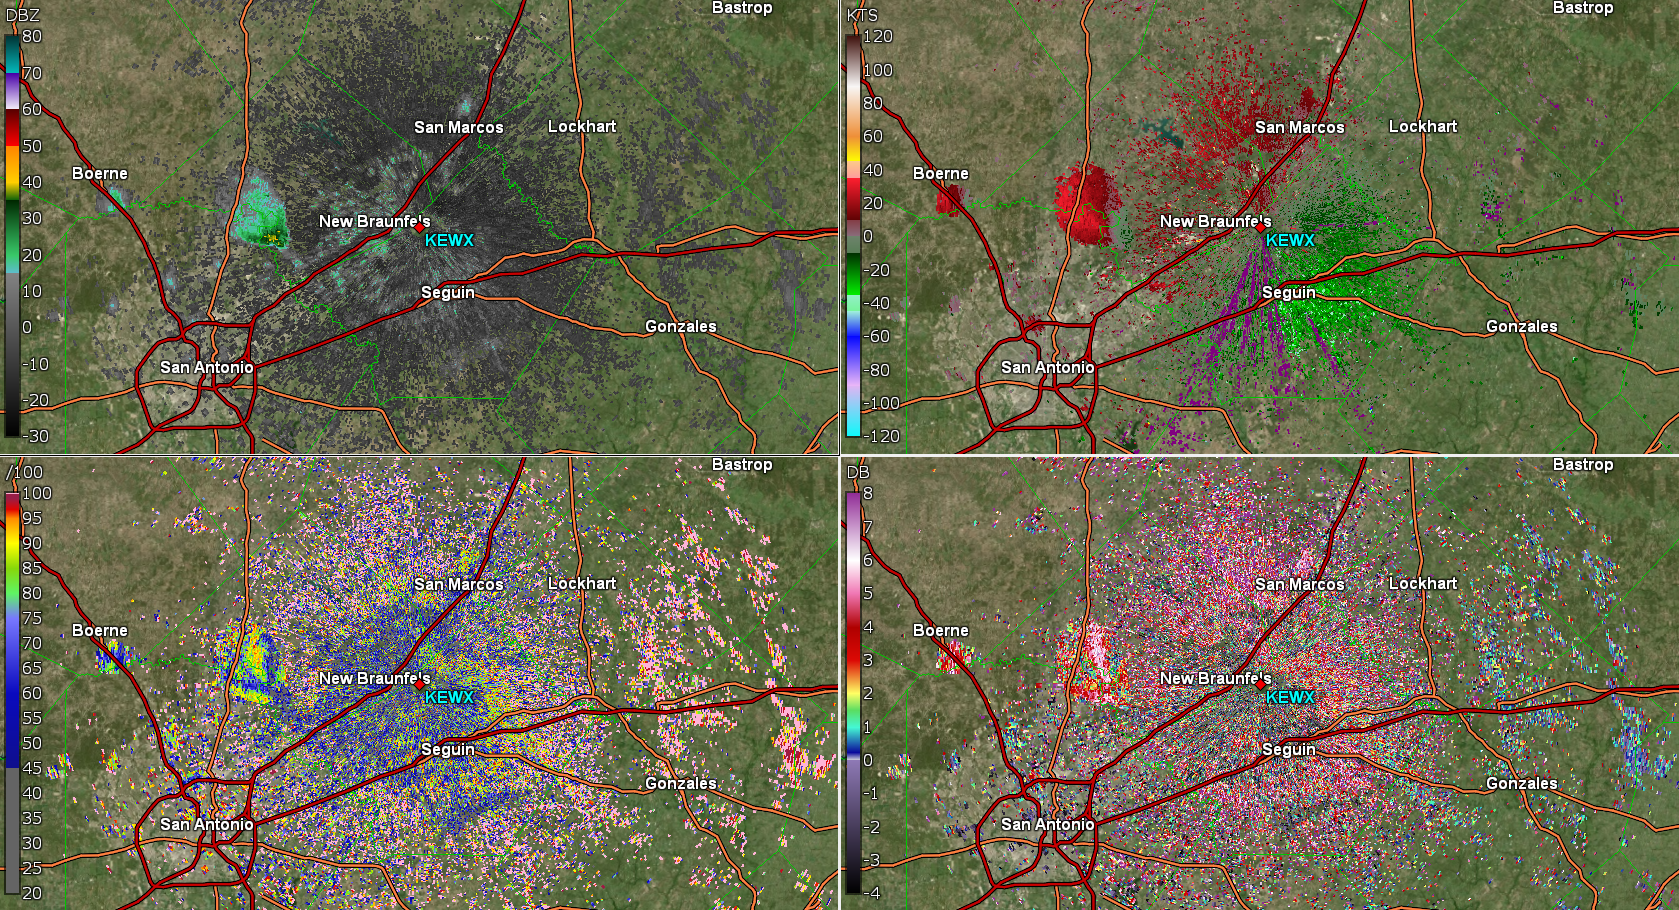 DBZ
80
70
60
50
40
30
20
10
0
-10
-20
-30
Bastrop
San Marcos
Lockhart
Boerne
New Braunfe's
KEWX
Seguin
Gonzales
San Antonio
KTS
120
100
80
60
40
20
0
-20
-40
-60
-80
-100
-120
Bastrop
San Marcos
Lockhart
Boerne
New Braunfe's
KEWX
Seguin
Gonzales
San Antonio
/100
100
95
90
85
80
75
70
65
60
55
50
45
40
35
30
25
20
Bastrop
San Marcos
Lockhart
Boerne
New Braunfe's
KEWX
Seguin
Gonzales
San Antonio
DB
8
7
6
5
4
3
2
1
0
-1
-2
-3
-4
Bastrop
San Marcos
Lockhart
Boerne
New Braunfe's
KEWX
Seguin
Gonzales
San Antonio